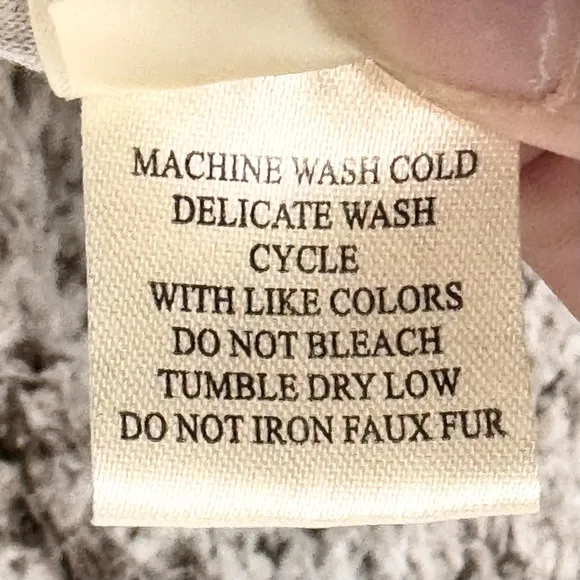 MACHINE WASH COLD
DELICATE WASH
CYCLE
WITH LIKE COLORS
DO NOT BLEACH
TUMBLE DRY LOW
DO NOT IRON FAUX FUR